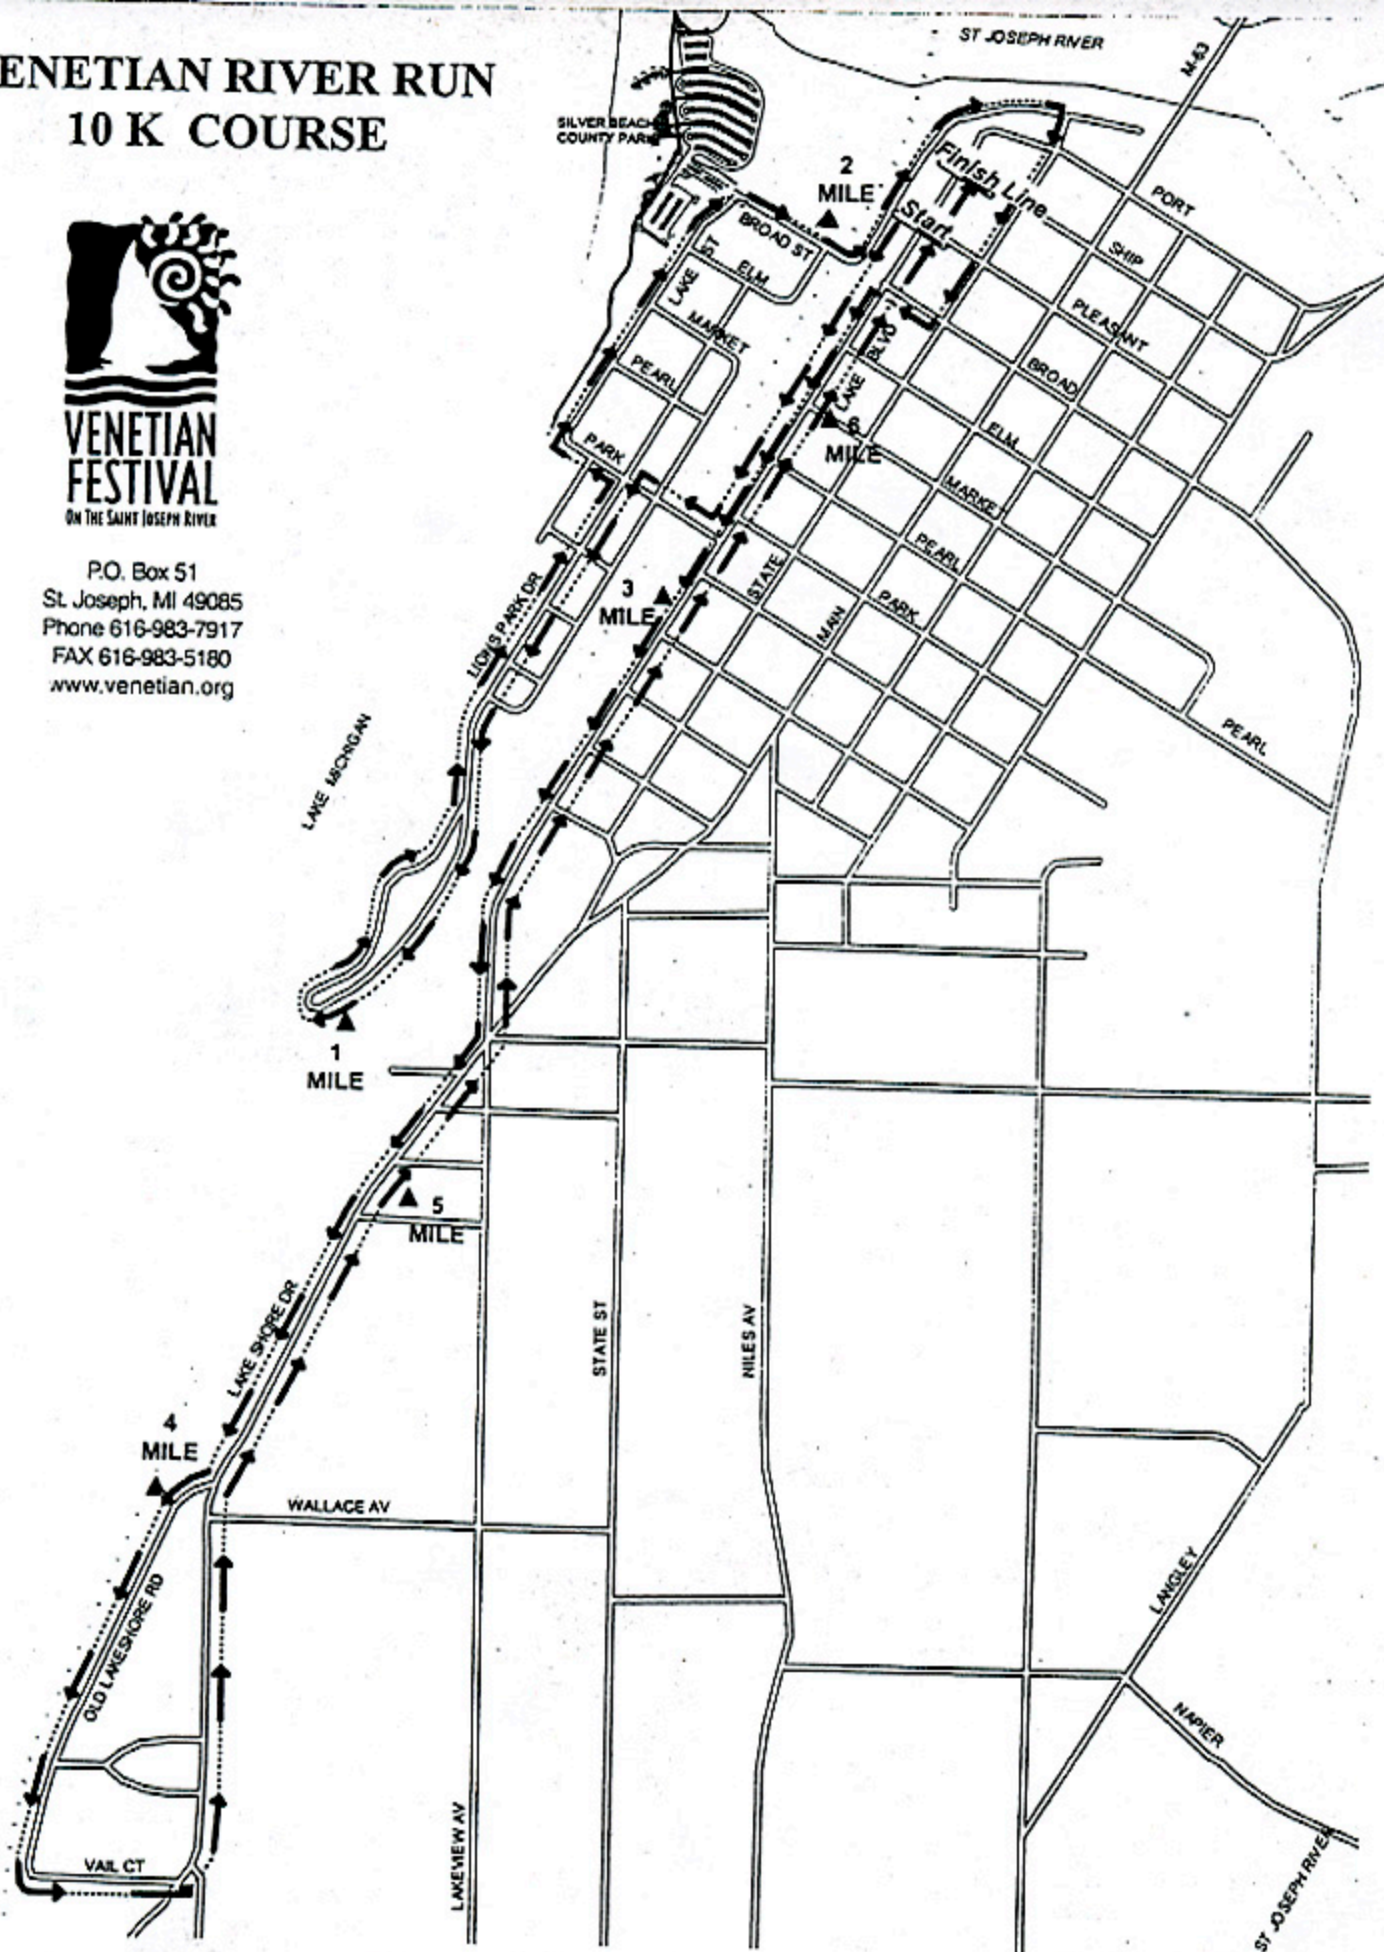 ENETIAN RIVER RUN
10 K COURSE
VENETIAN
FESTIVAL
ON THE SAINT JOSEPH RIVER
P.O. Box 51
St. Joseph, MI 49085
Phone 616-983-7917
FAX 616-983-5180
www.venetian.org
ST JOSEPH RIVER
M-63
SILVER BEACH
COUNTY PARK
2
MILE
Finish Line
Start
PORT
SHIP
PLEASANT
BROAD
ELM
MARKET
PEARL
PARK
BROAD ST
ELM
LAKE ST
MARKET
PEARL
PARK
LAKE BLVD
6
MILE
STATE
MAIN
PEARL
3
MILE
LIONS PARK DR
LAKE MICHIGAN
1
MILE
5
MILE
LAKE SHORE DR
STATE ST
NILES AV
4
MILE
WALLACE AV
OLD LAKESHORE RD
LANGLEY
NAPIER
VAIL CT
LAKEVIEW AV
ST JOSEPH RIVER